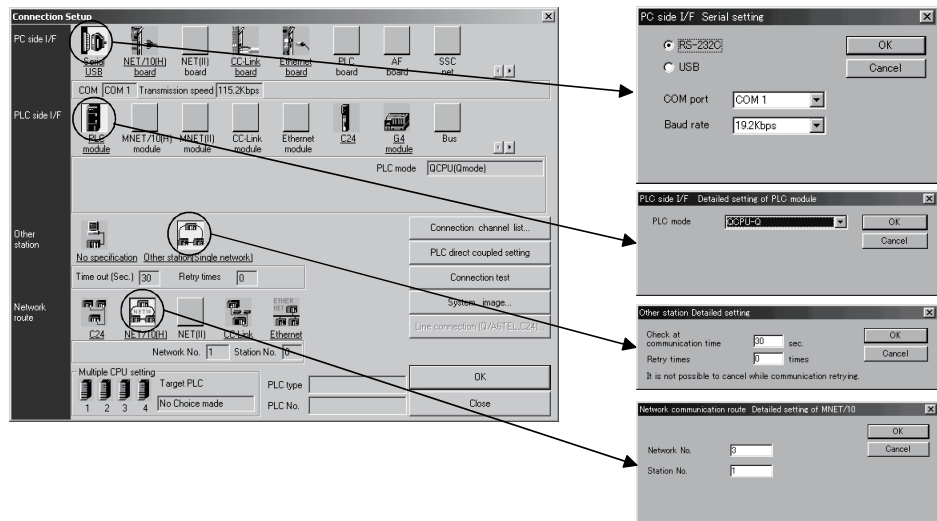 Connection Setup
PC side I/F
Serial
USB
NET/10(H)
board
NET(II)
board
CC-Link
board
Ethernet
board
PLC
board
AF
board
SSC
net
COM COM 1 Transmission speed 115.2Kbps
PLC side I/F
PLC
module
MNET/10(H)
module
MNET(II)
module
CC-Link
module
Ethernet
module
C24
G4
module
Bus
PLC mode QCPU(Qmode)
Other
station
No specification
Other station(Single network)
Time out (Sec.) 30 Retry times 0
Connection channel list...
PLC direct coupled setting
Connection test
System image...
Line connection (Q/A6TEL,C24)...
Network
route
C24
NET/10(H)
NET(II)
CC-Link
Ethernet
Network No. 1 Station No. 0
Multiple CPU setting
1 2 3 4
Target PLC
No Choice made
PLC type
PLC No.
OK
Close
PC side I/F Serial setting
RS-232C
USB
OK
Cancel
COM port COM 1
Baud rate 19.2Kbps
PLC side I/F Detailed setting of PLC module
PLC mode QCPU-Q
OK
Cancel
Other station Detailed setting
Check at
communication time 30 sec.
Retry times 0 times
It is not possible to cancel while communication retrying.
OK
Cancel
Network communication route Detailed setting of MNET/10
Network No. 3
Station No. 1
OK
Cancel